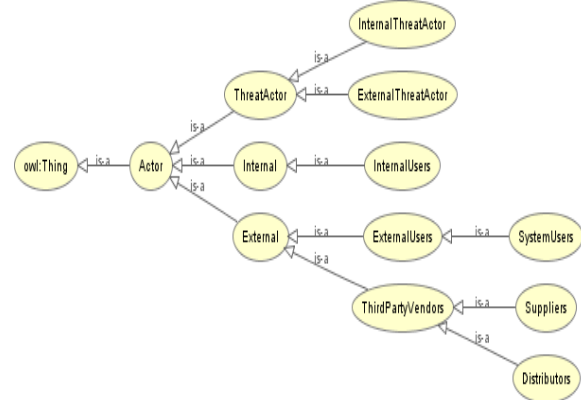 InternalThreatActor
is-a
ThreatActor
is-a
ExternalThreatActor
is-a
owl:Thing
is-a
Actor
is-a
Internal
is-a
InternalUsers
is-a
External
is-a
ExternalUsers
is-a
SystemUsers
is-a
ThirdPartyVendors
is-a
Suppliers
is-a
Distributors